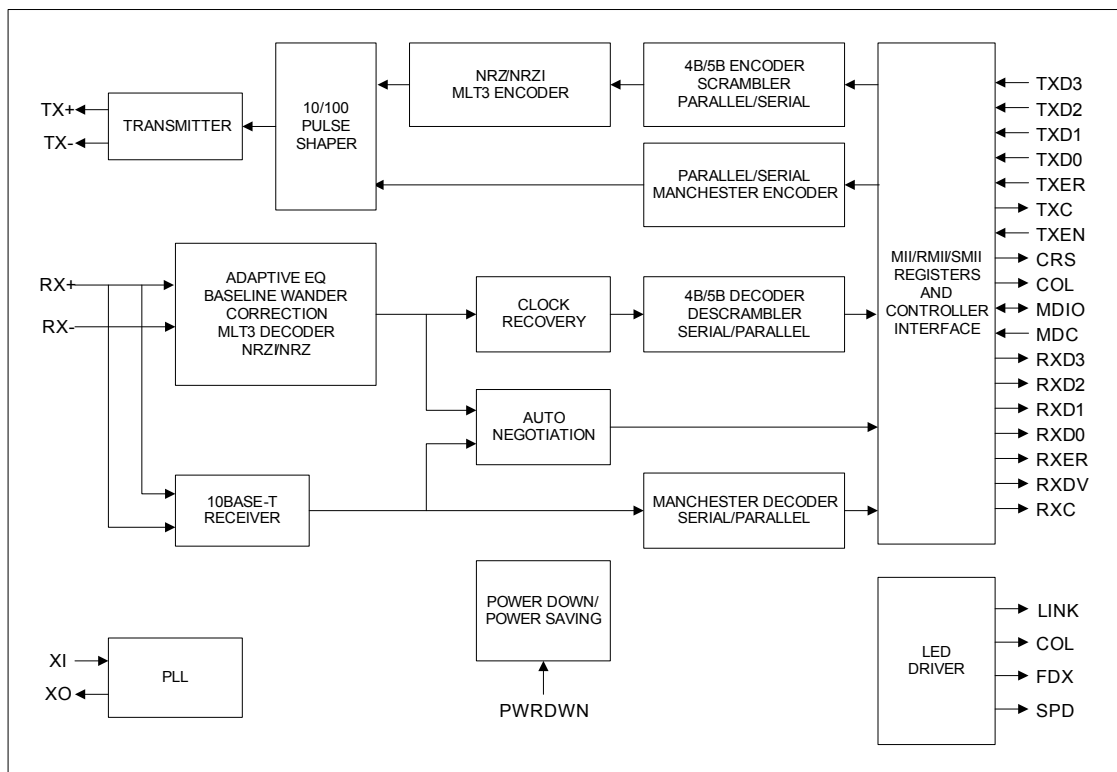 NRZ/NRZI
MLT3 ENCODER
4B/5B ENCODER
SCRAMBLER
PARALLEL/SERIAL
10/100
PULSE
SHAPER
TRANSMITTER
TX+
TX-
PARALLEL/SERIAL
MANCHESTER ENCODER
RX+
RX-
ADAPTIVE EQ
BASELINE WANDER
CORRECTION
MLT3 DECODER
NRZI/NRZ
CLOCK
RECOVERY
4B/5B DECODER
DESCRAMBLER
SERIAL/PARALLEL
AUTO
NEGOTIATION
10BASE-T
RECEIVER
MANCHESTER DECODER
SERIAL/PARALLEL
MII/RMII/SMII
REGISTERS
AND
CONTROLLER
INTERFACE
TXD3
TXD2
TXD1
TXD0
TXER
TXC
TXEN
CRS
COL
MDIO
MDC
RXD3
RXD2
RXD1
RXD0
RXER
RXDV
RXC
POWER DOWN/
POWER SAVING
PWRDWN
XI
XO
PLL
LED
DRIVER
LINK
COL
FDX
SPD